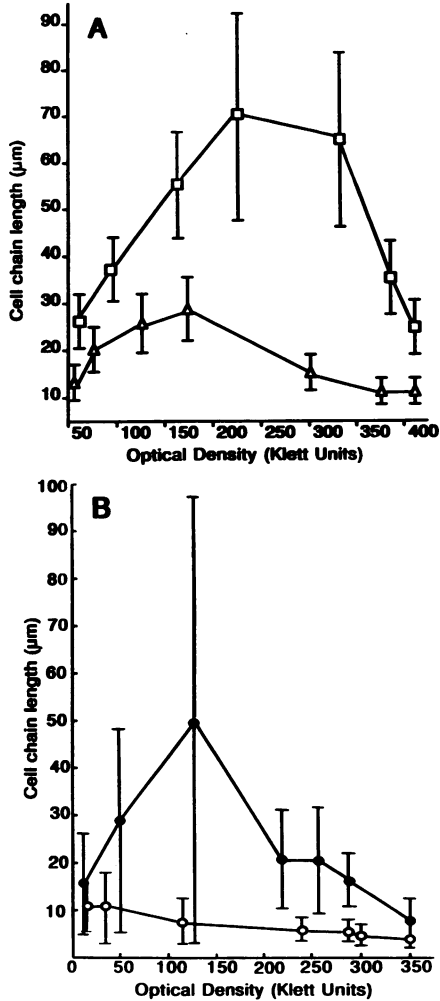 A
90
80
70
60
50
40
30
20
10
Cell chain length (µm)
50 100 150 200 250 300 350 400
Optical Density (Klett Units)
B
100
90
80
70
60
50
40
30
20
10
Cell chain length (µm)
0 50 100 150 200 250 300 350
Optical Density (Klett Units)